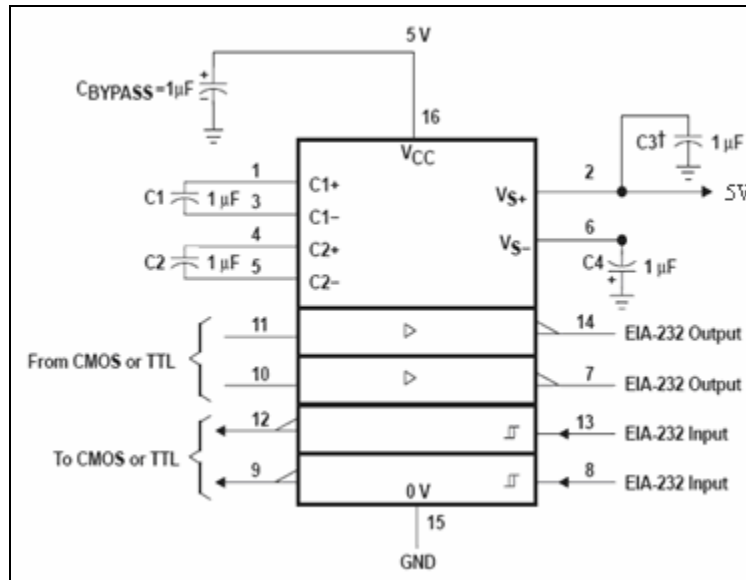 5 V
CBYPASS=1µF
+
−
16
VCC
C3†
1 µF
1
C1+
C1
1 µF
3
C1−
2
VS+
5V
4
C2+
C2
1 µF
5
C2−
6
VS−
C4
1 µF
+
From CMOS or TTL
11
14
EIA-232 Output
10
7
EIA-232 Output
To CMOS or TTL
12
13
EIA-232 Input
9
8
EIA-232 Input
0 V
15
GND